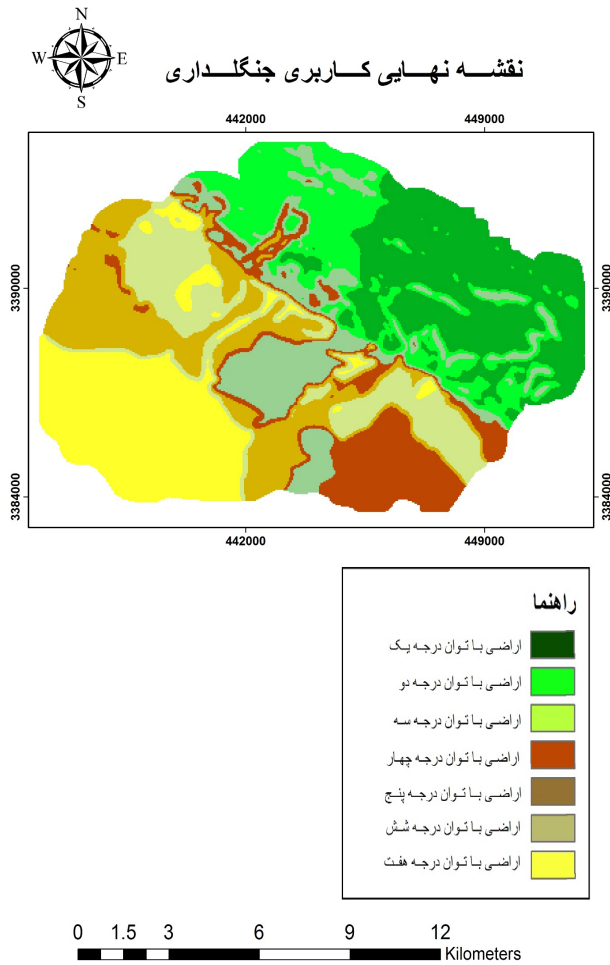 N
W E
S
نقشه نهایی کاربری جنگلداری
442000 449000
3390000 3390000
3384000 3384000
442000 449000
راهنما
اراضی با توان درجه یک
اراضی با توان درجه دو
اراضی با توان درجه سه
اراضی با توان درجه چهار
اراضی با توان درجه پنج
اراضی با توان درجه شش
اراضی با توان درجه هفت
0 1.5 3 6 9 12
Kilometers